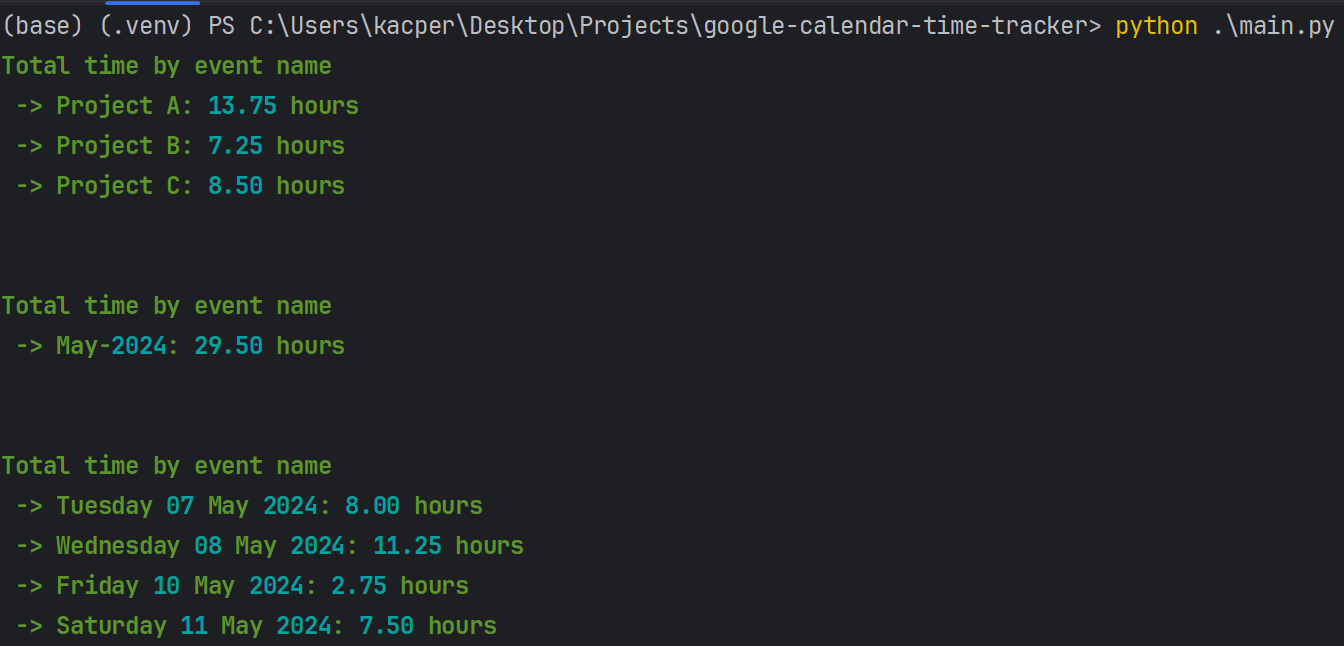 (base) (.venv) PS C:\Users\kacper\Desktop\Projects\google-calendar-time-tracker> python .\main.py
Total time by event name
 -> Project A: 13.75 hours
 -> Project B: 7.25 hours
 -> Project C: 8.50 hours
Total time by event name
 -> May-2024: 29.50 hours
Total time by event name
 -> Tuesday 07 May 2024: 8.00 hours
 -> Wednesday 08 May 2024: 11.25 hours
 -> Friday 10 May 2024: 2.75 hours
 -> Saturday 11 May 2024: 7.50 hours